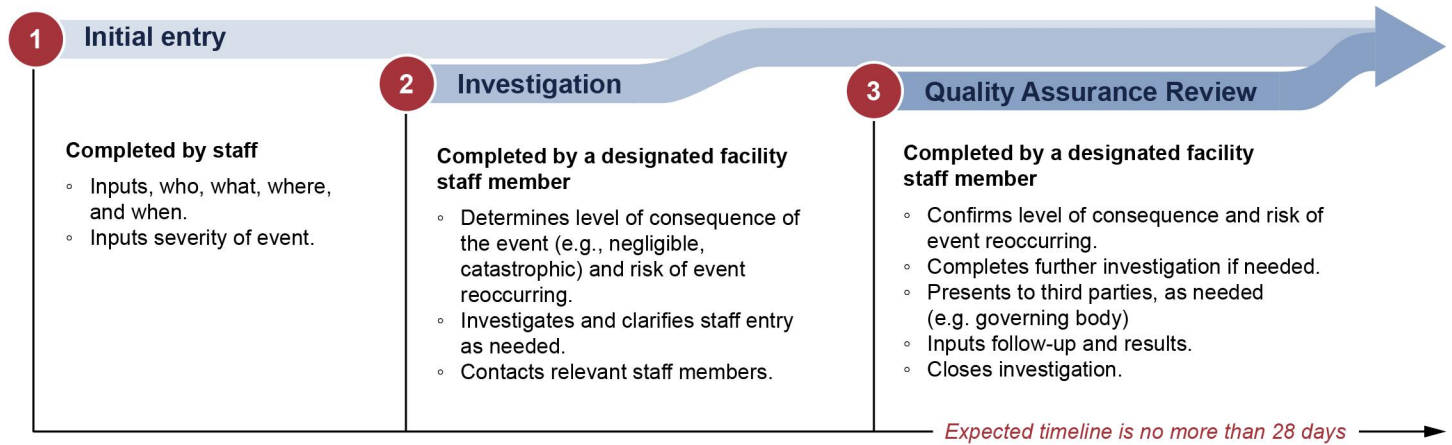 1
Initial entry
Completed by staff
◦ Inputs, who, what, where,
and when.
◦ Inputs severity of event.
2
Investigation
Completed by a designated facility
staff member
◦ Determines level of consequence of
the event (e.g., negligible,
catastrophic) and risk of event
reoccurring.
◦ Investigates and clarifies staff entry
as needed.
◦ Contacts relevant staff members.
3
Quality Assurance Review
Completed by a designated facility
staff member
◦ Confirms level of consequence and risk of
event reoccurring.
◦ Completes further investigation if needed.
◦ Presents to third parties, as needed
(e.g. governing body)
◦ Inputs follow-up and results.
◦ Closes investigation.
Expected timeline is no more than 28 days